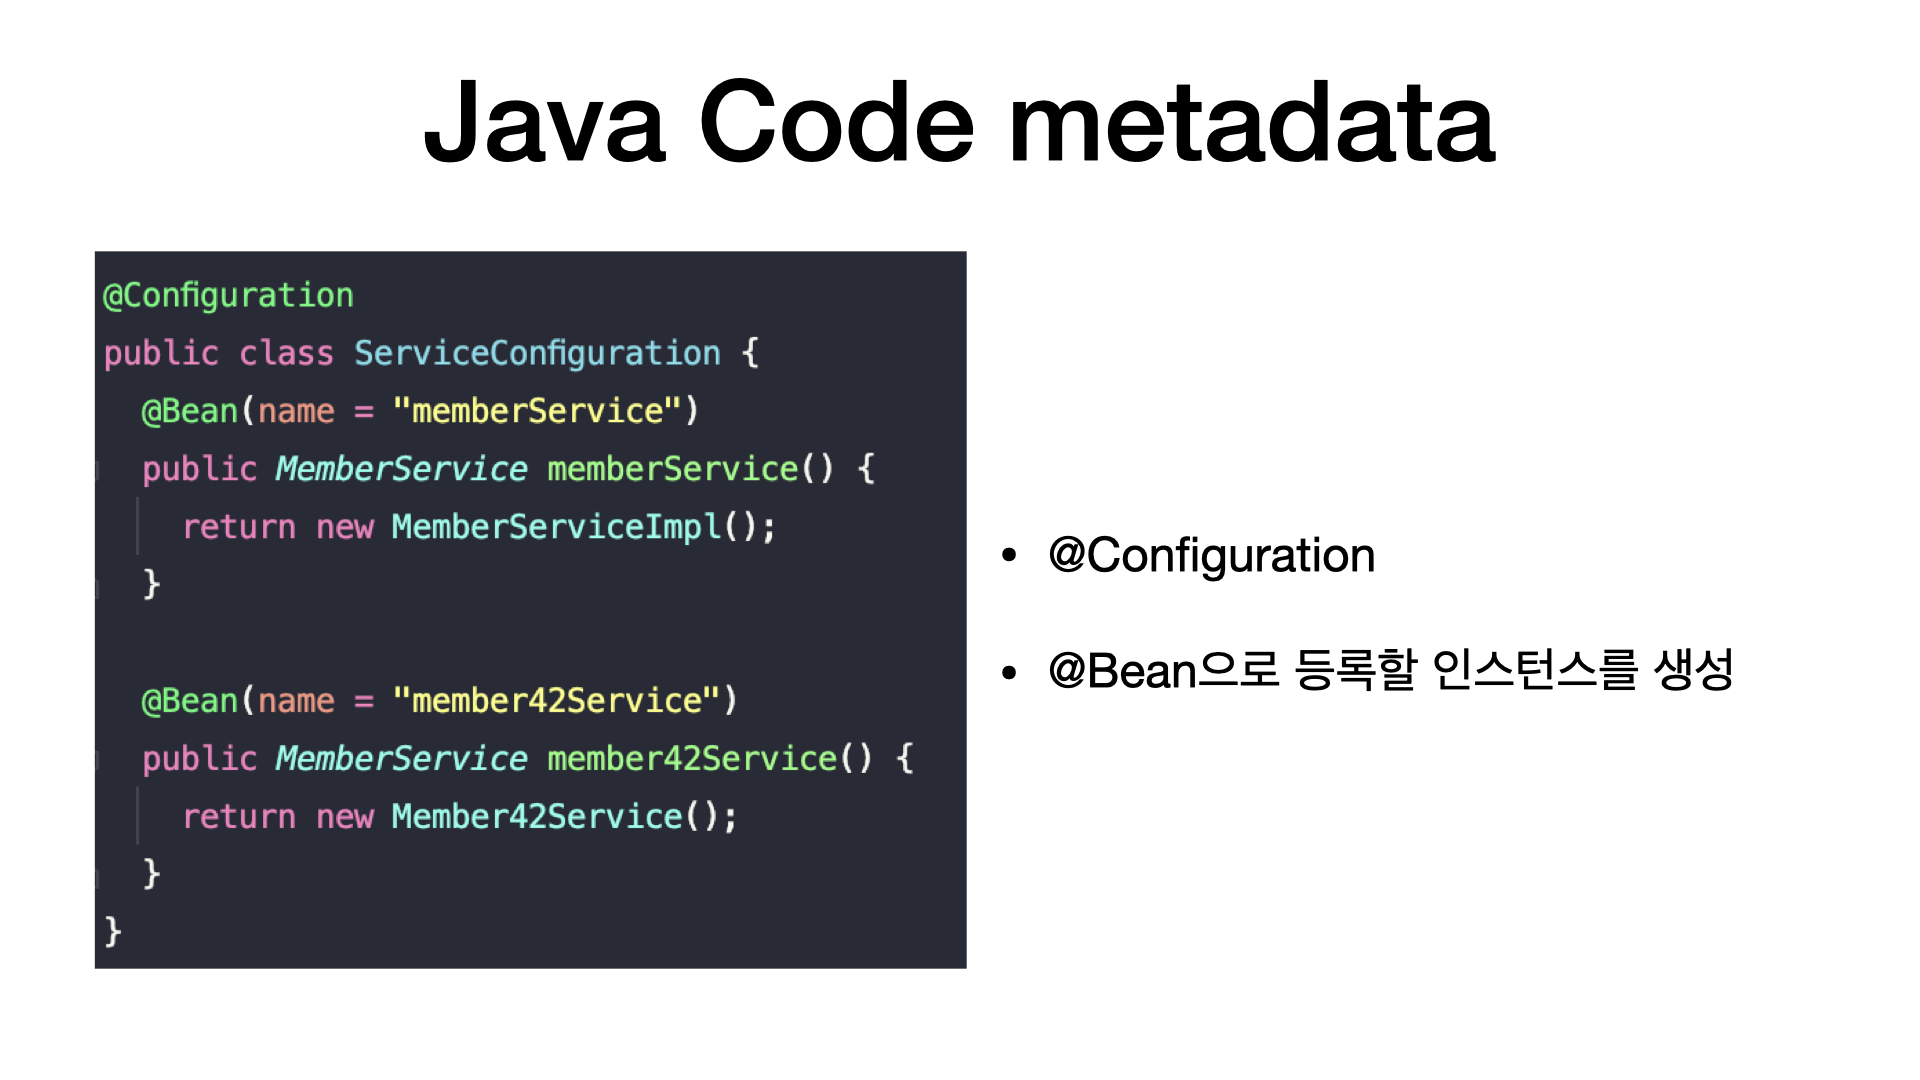 Java Code metadata
@Configuration
public class ServiceConfiguration {
@Bean(name = "memberService")
public MemberService memberService() {
return new MemberServiceImpl();
}
@Bean(name = "member42Service")
public MemberService member42Service() {
return new Member42Service();
}
}
• @Configuration
• @Bean으로 등록할 인스턴스를 생성